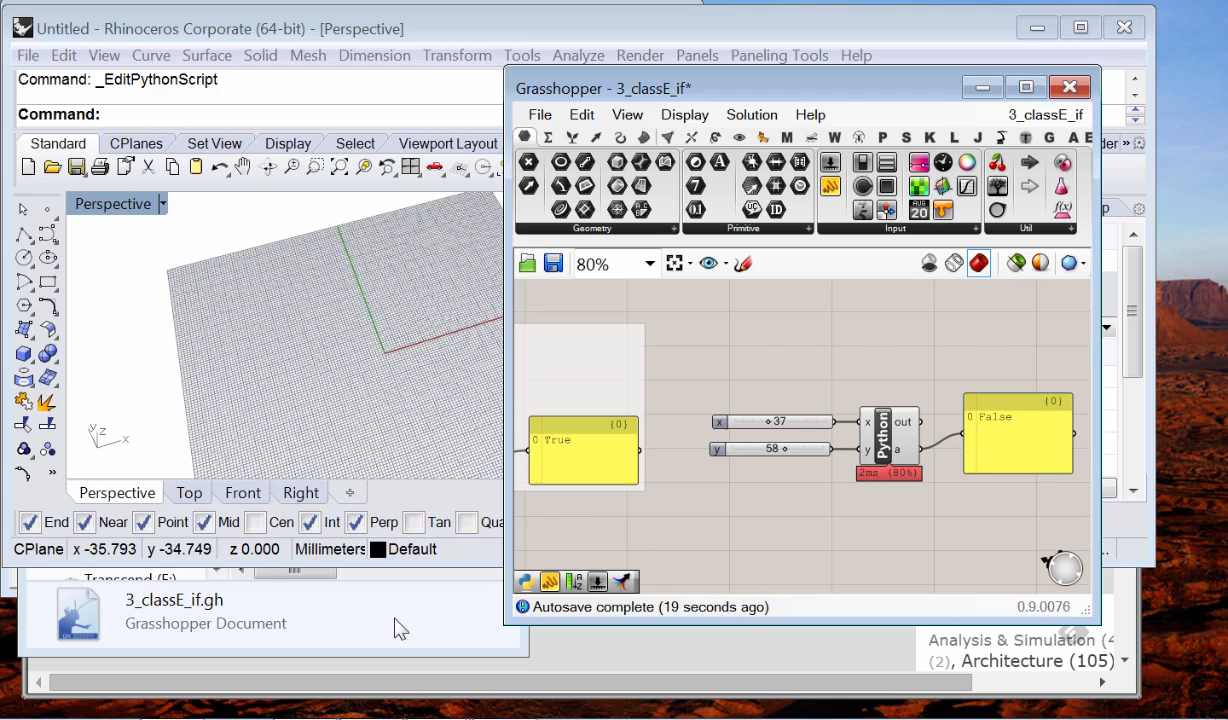 Untitled - Rhinoceros Corporate (64-bit) - [Perspective]
File Edit View Curve Surface Solid Mesh Dimension Transform Tools Analyze Render Panels Paneling Tools Help
Command: _EditPythonScript
Command:
Standard CPlanes Set View Display Select Viewport Layout
Perspective
y z x
Perspective Top Front Right
End Near Point Mid Cen Int Perp Tan Qua
CPlane x -35.793 y -34.749 z 0.000 Millimeters Default
Transcend (F:)
3_classE_if.gh
Grasshopper Document
Grasshopper - 3_classE_if*
File Edit View Display Solution Help 3_classE_if
M W P S K L J G A E
Geometry Primitive Input Util
80%
{0}
0 True
x 37
y 58
x y Python out a
2ms (80%)
{0}
0 False
Autosave complete (19 seconds ago) 0.9.0076
Analysis & Simulation (4
(2), Architecture (105)